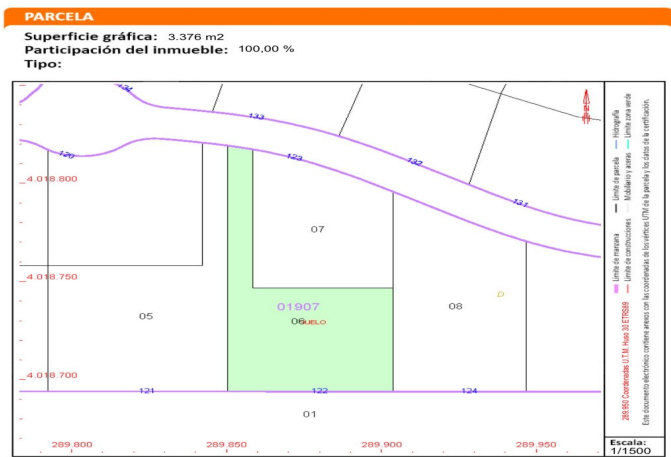 PARCELA
Superficie gráfica: 3.376 m2
Participación del inmueble: 100,00 %
Tipo:
134
133
132
131
120
123
4.018.800
4.018.750
4.018.700
07
01907
06
SUELO
05
08
D
121
122
124
01
289.800
289.850
289.900
289.950
289.950 Coordenadas U.T.M. Huso 30 ETRS89
Límite de manzana
Límite de parcela
Hidrografía
Límite de construcciones
Mobiliario y aceras
Límite zona verde
Este documento electrónico contiene anexos con las coordenadas de los vértices UTM de la parcela y los datos de la certificación.
Escala:
1/1500